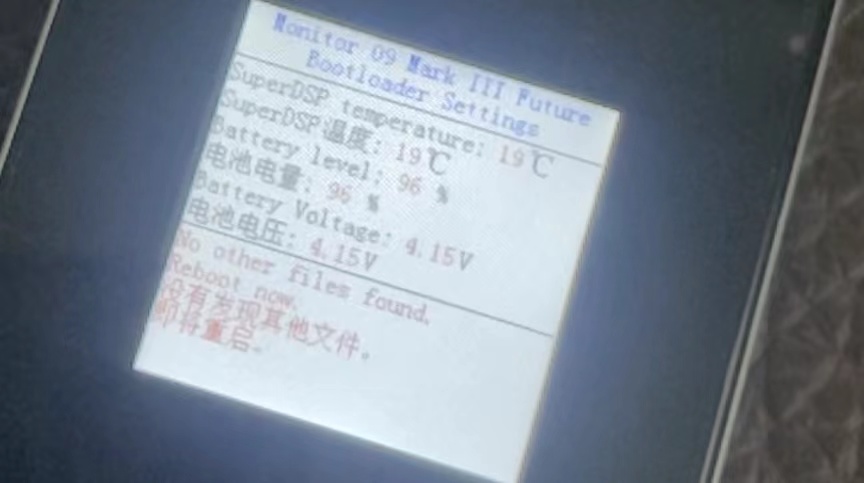 Monitor 09 Mark III Future
Bootloader Settings
SuperDSP temperature: 19℃
SuperDSP温度: 19℃
Battery level: 96 %
电池电量: 96 %
Battery Voltage: 4.15V
电池电压: 4.15V
No other files found.
Reboot now.
没有发现其他文件。
即将重启。